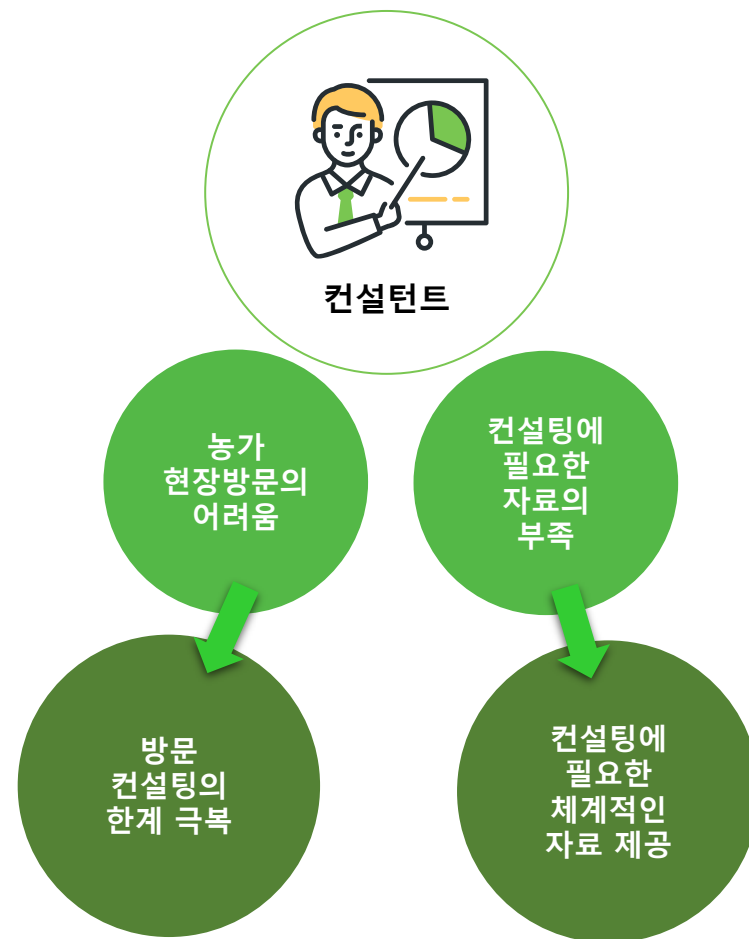 컨설턴트
농가
현장방문의
어려움
컨설팅에
필요한
자료의
부족
방문
컨설팅의
한계 극복
컨설팅에
필요한
체계적인
자료 제공